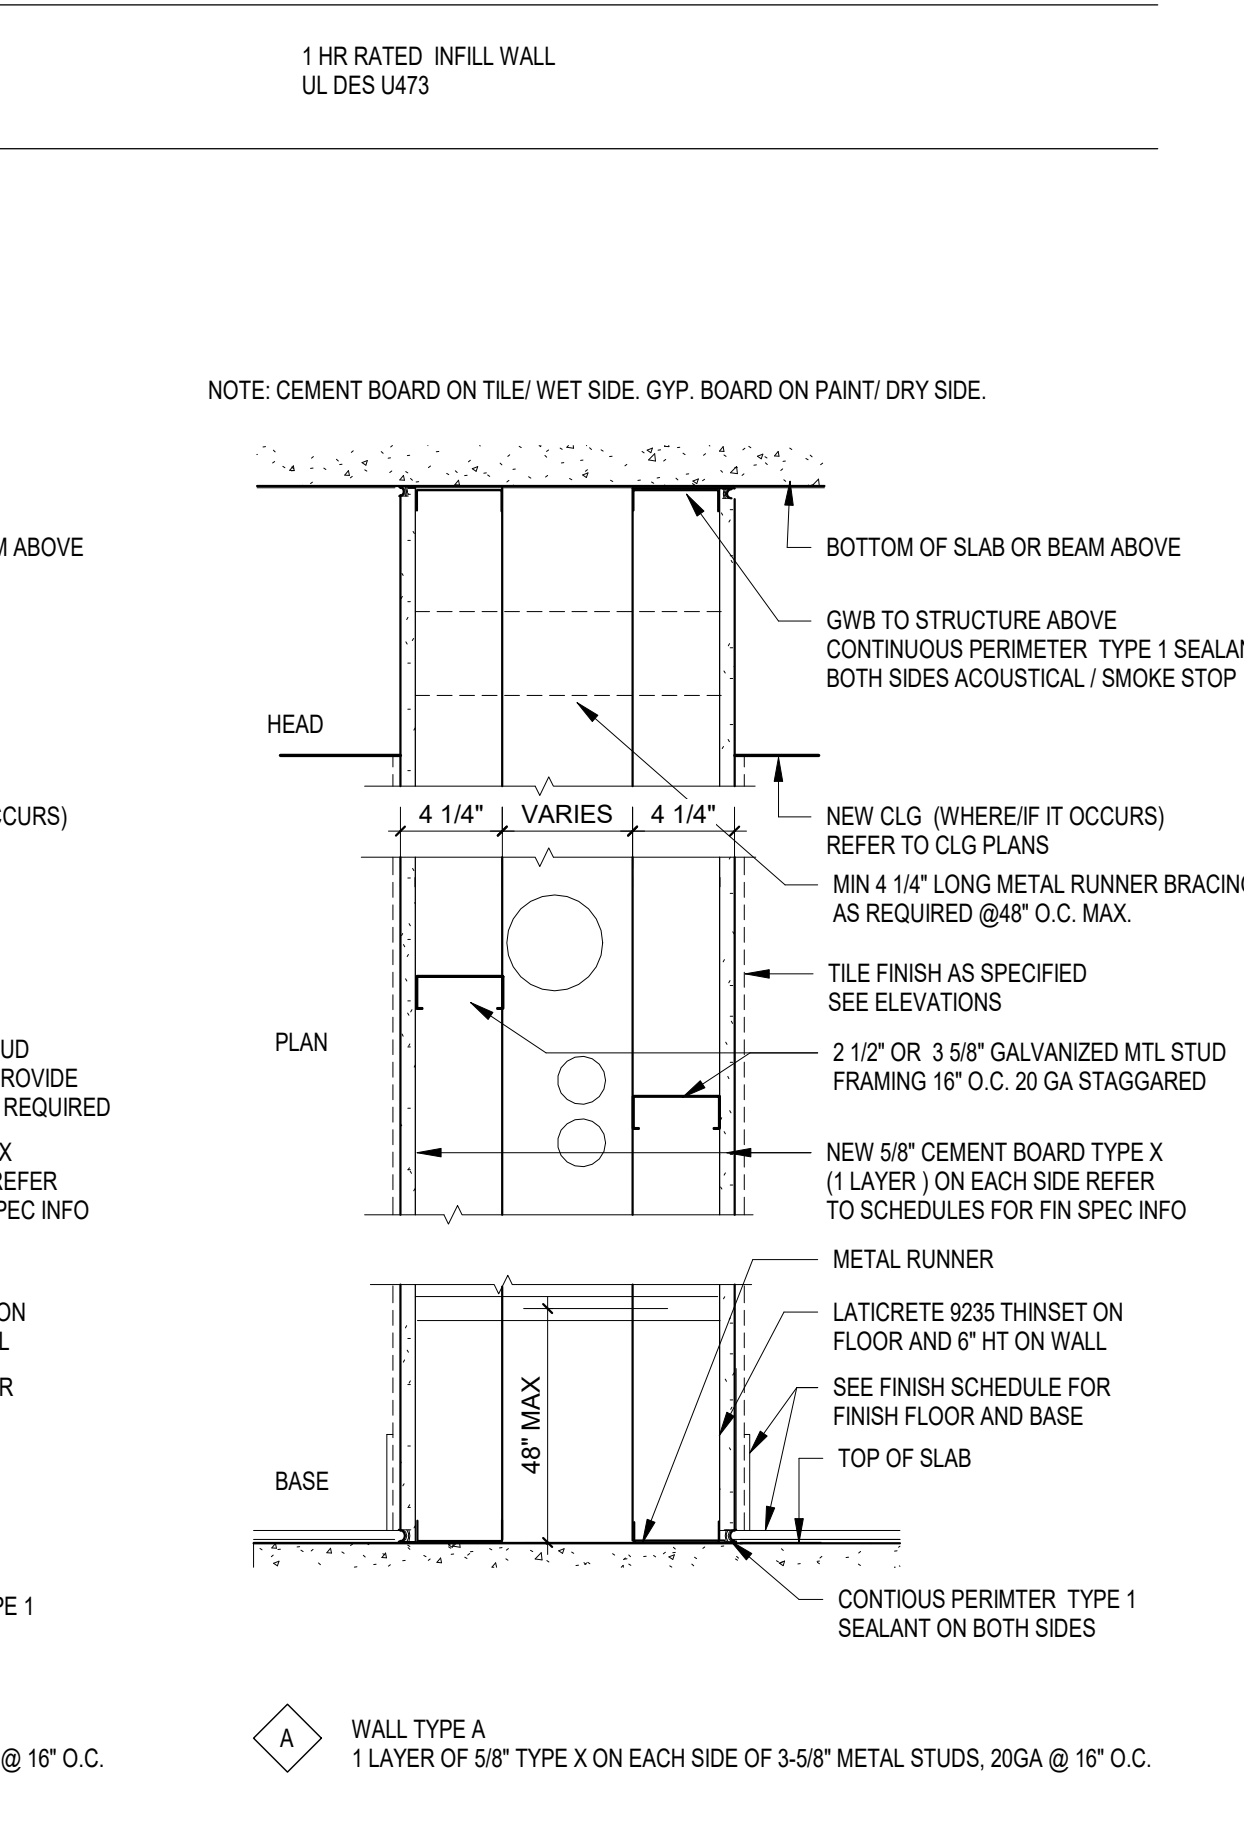 1 HR RATED INFILL WALL
UL DES U473
NOTE: CEMENT BOARD ON TILE/ WET SIDE. GYP. BOARD ON PAINT/ DRY SIDE.
ABOVE
BOTTOM OF SLAB OR BEAM ABOVE
GWB TO STRUCTURE ABOVE
CONTINUOUS PERIMETER TYPE 1
BOTH SIDES ACOUSTICAL / SMOKE STOP
HEAD
4 1/4" VARIES 4 1/4"
NEW CLG (WHERE/IF IT OCCURS)
REFER TO CLG PLANS
MIN 4 1/4" LONG METAL RUNNER
AS REQUIRED @48" O.C. MAX.
TILE FINISH AS SPECIFIED
SEE ELEVATIONS
PLAN
2 1/2" OR 3 5/8" GALVANIZED MTL STUD
FRAMING 16" O.C. 20 GA STAGGARED
REQUIRED
NEW 5/8" CEMENT BOARD TYPE X
(1 LAYER ) ON EACH SIDE REFER
TO SCHEDULES FOR FIN SPEC INFO
X
INFO
METAL RUNNER
LATICRETE 9235 THINSET ON
FLOOR AND 6" HT ON WALL
48" MAX
SEE FINISH SCHEDULE FOR
FINISH FLOOR AND BASE
TOP OF SLAB
BASE
CONTIOUS PERIMTER TYPE 1
SEALANT ON BOTH SIDES
1
A
WALL TYPE A
1 LAYER OF 5/8" TYPE X ON EACH SIDE OF 3-5/8" METAL STUDS, 20GA @ 16" O.C.
@ 16" O.C.